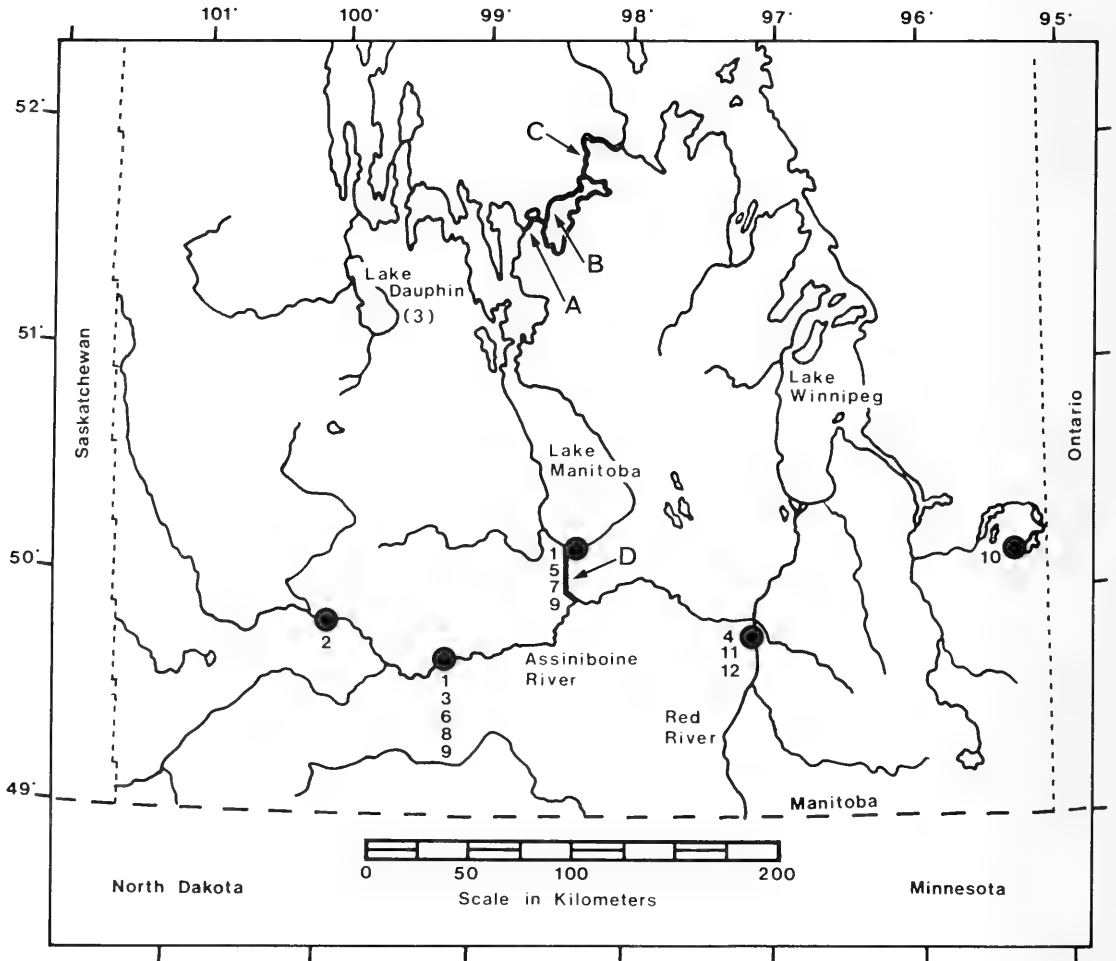 101° 100° 99° 98° 97° 96° 95°
52°
C
B
A
Lake
Dauphin
(3)
51°
Saskatchewan
Lake
Winnipeg
Ontario
Lake
Manitoba
50°
1
5
7
9
D
10
2
4
11
12
Assiniboine
River
1
3
6
8
9
Red
River
49°
Manitoba
0 50 100 200
Scale in Kilometers
North Dakota
Minnesota